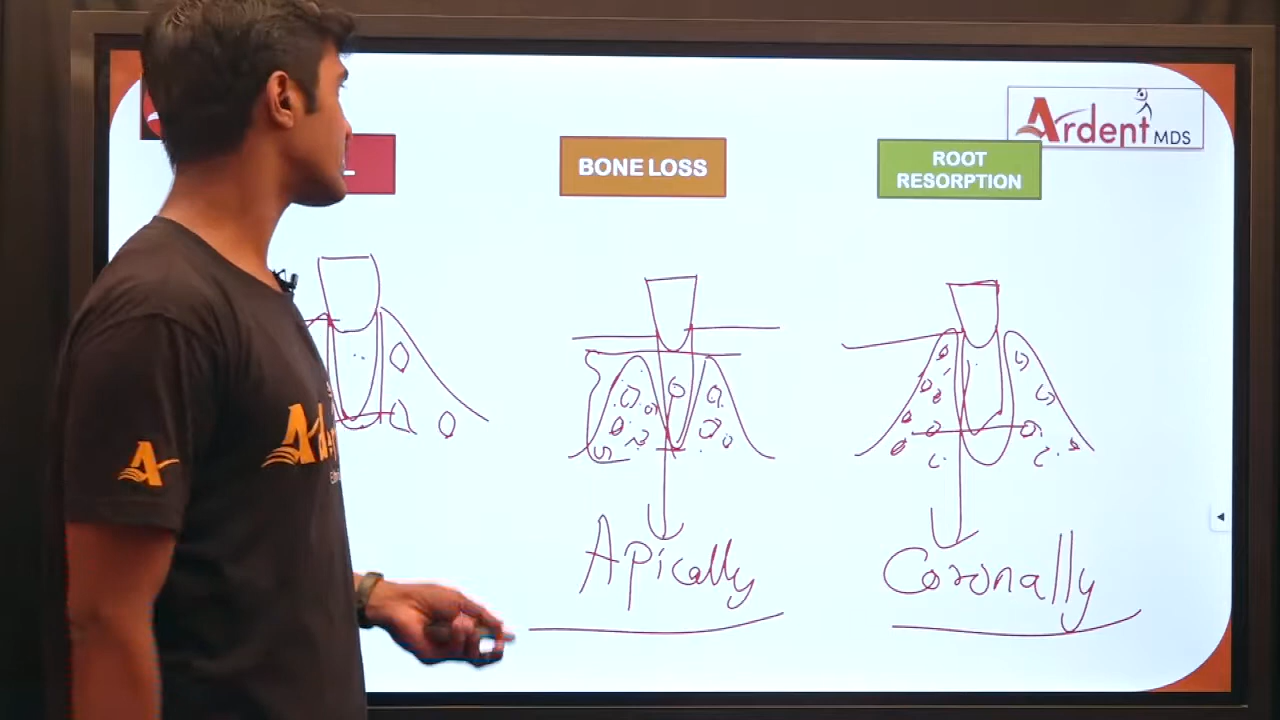 Ardent MDS
BONE LOSS
ROOT
RESORPTION
Apically
Coronally